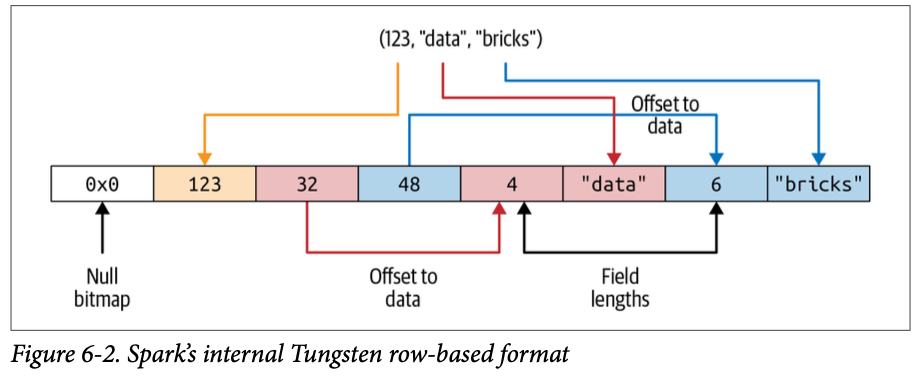 (123, "data", "bricks")
Offset to
data
0x0 123 32 48 4 "data" 6 "bricks"
Null
bitmap
Offset to
data
Field
lengths
Figure 6-2. Spark’s internal Tungsten row-based format